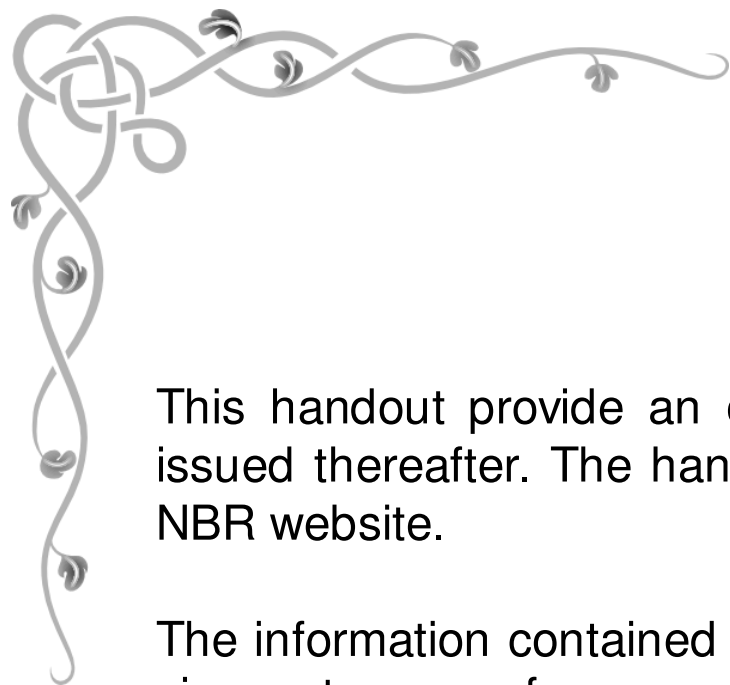 This handout provide an
issued thereafter. The han
NBR website.
The information contained